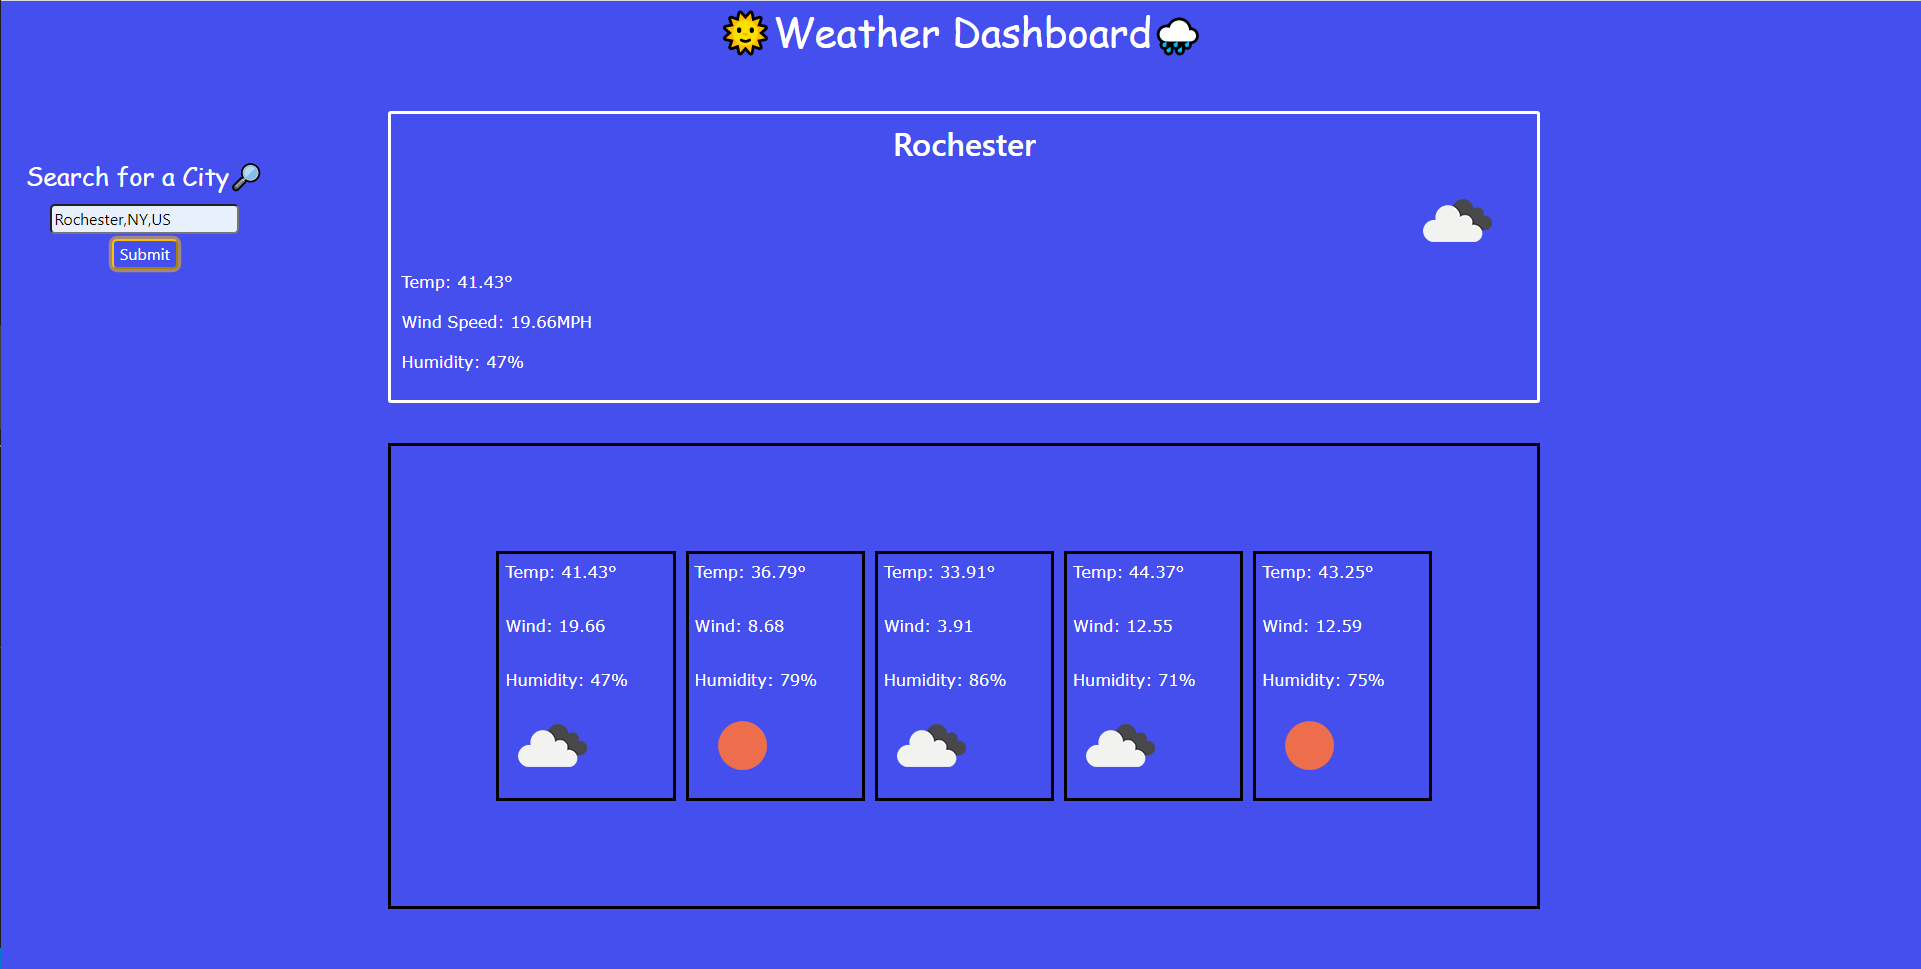 Weather Dashboard
Search for a City
Rochester,NY,US
Submit
Rochester
Temp: 41.43°
Wind Speed: 19.66MPH
Humidity: 47%
Temp: 41.43°
Wind: 19.66
Humidity: 47%
Temp: 36.79°
Wind: 8.68
Humidity: 79%
Temp: 33.91°
Wind: 3.91
Humidity: 86%
Temp: 44.37°
Wind: 12.55
Humidity: 71%
Temp: 43.25°
Wind: 12.59
Humidity: 75%